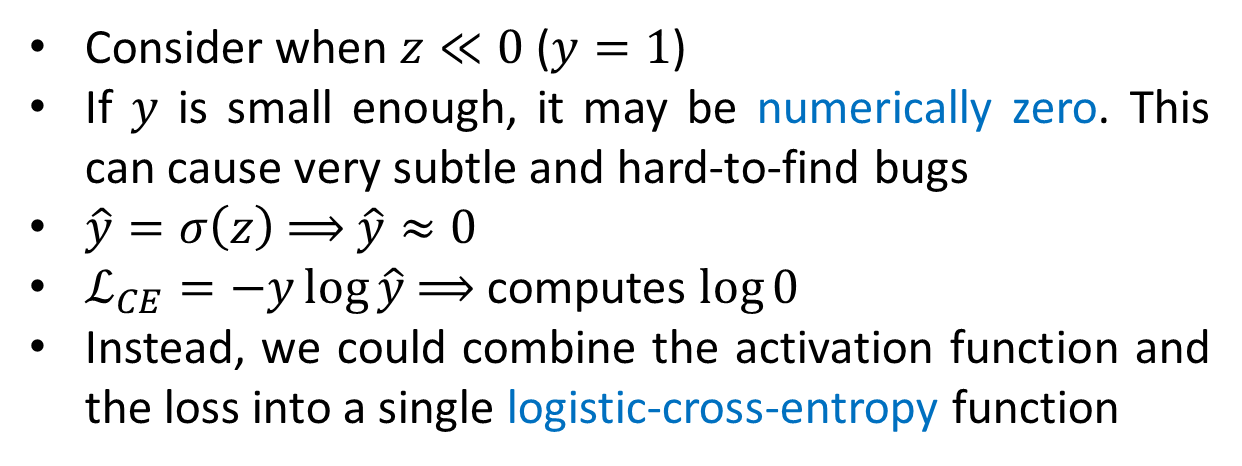 • Consider when z ≪ 0 (y = 1)
• If y is small enough, it may be numerically zero. This
can cause very subtle and hard-to-find bugs
• ŷ = σ(z) ⟹ ŷ ≈ 0
• ℒ_CE = −y log ŷ ⟹ computes log 0
• Instead, we could combine the activation function and
the loss into a single logistic-cross-entropy function